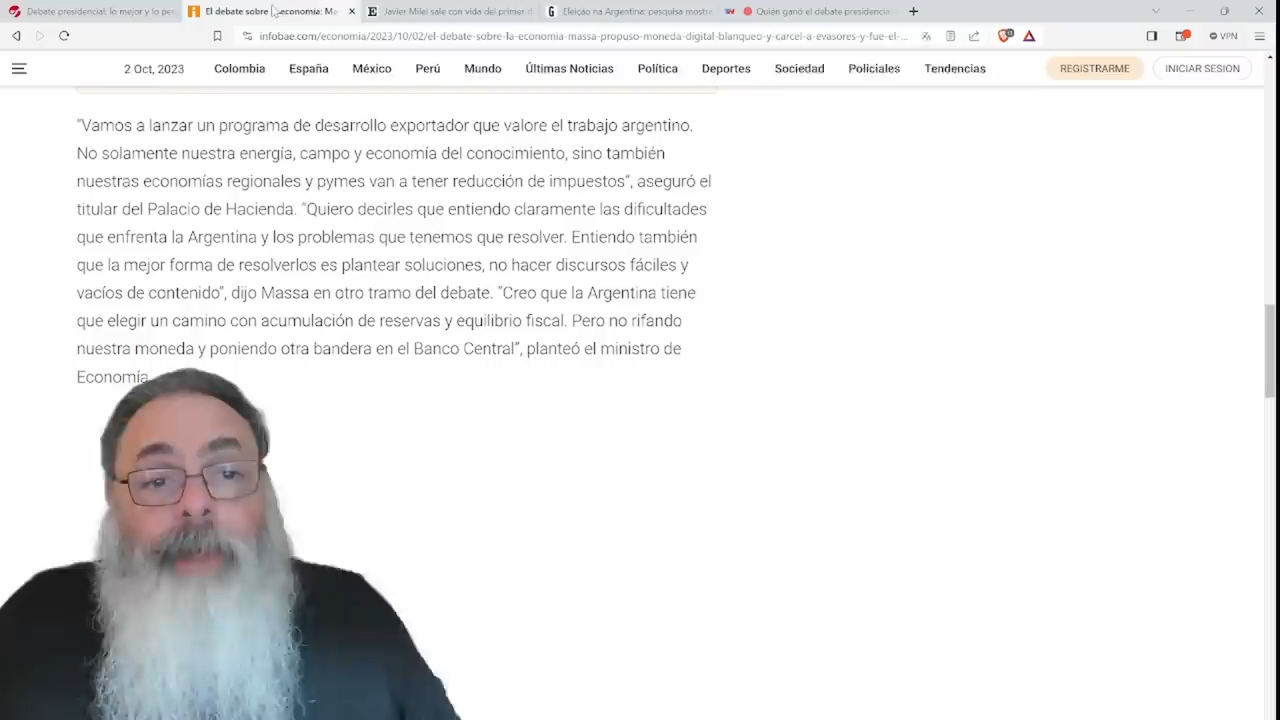 Debate presidencial: lo mejor y lo pe
El debate sobre economía: Ma
Javier Milei sale con vida del primer d
Eleição na Argentina: pesquisa mostr
Quién ganó el debate presidencial
infobae.com/economia/2023/10/02/el-debate-sobre-la-economia-massa-propuso-moneda-digital-blanqueo-y-carcel-a-evasores-y-fue-el-...
VPN
2 Oct, 2023 Colombia España México Perú Mundo Últimas Noticias Política Deportes Sociedad Policiales Tendencias REGISTRARME INICIAR SESION
“Vamos a lanzar un programa de desarrollo exportador que valore el trabajo argentino.
No solamente nuestra energía, campo y economía del conocimiento, sino también
nuestras economías regionales y pymes van a tener reducción de impuestos”, aseguró el
titular del Palacio de Hacienda. “Quiero decirles que entiendo claramente las dificultades
que enfrenta la Argentina y los problemas que tenemos que resolver. Entiendo también
que la mejor forma de resolverlos es plantear soluciones, no hacer discursos fáciles y
vacíos de contenido”, dijo Massa en otro tramo del debate. “Creo que la Argentina tiene
que elegir un camino con acumulación de reservas y equilibrio fiscal. Pero no rifando
nuestra moneda y poniendo otra bandera en el Banco Central”, planteó el ministro de
Economía